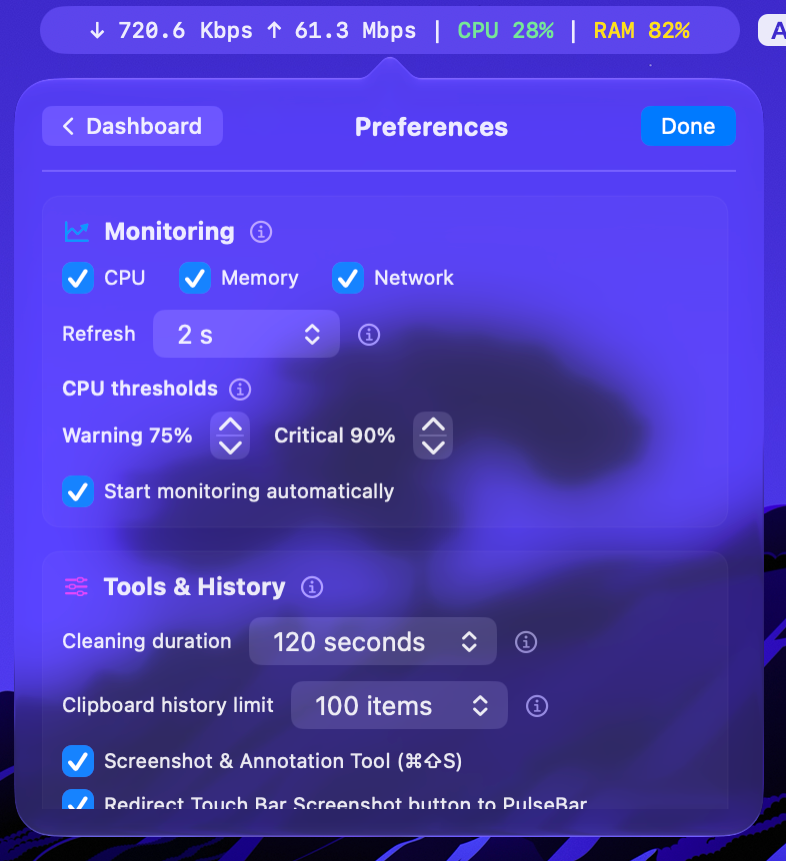 ↓ 720.6 Kbps ↑ 61.3 Mbps | CPU 28% | RAM 82%
A
Dashboard
Preferences
Done
Monitoring
CPU
Memory
Network
Refresh
2 s
CPU thresholds
Warning 75%
Critical 90%
Start monitoring automatically
Tools & History
Cleaning duration
120 seconds
Clipboard history limit
100 items
Screenshot & Annotation Tool (⌘⇧S)
Redirect Touch Bar Screenshot button to PulseBar